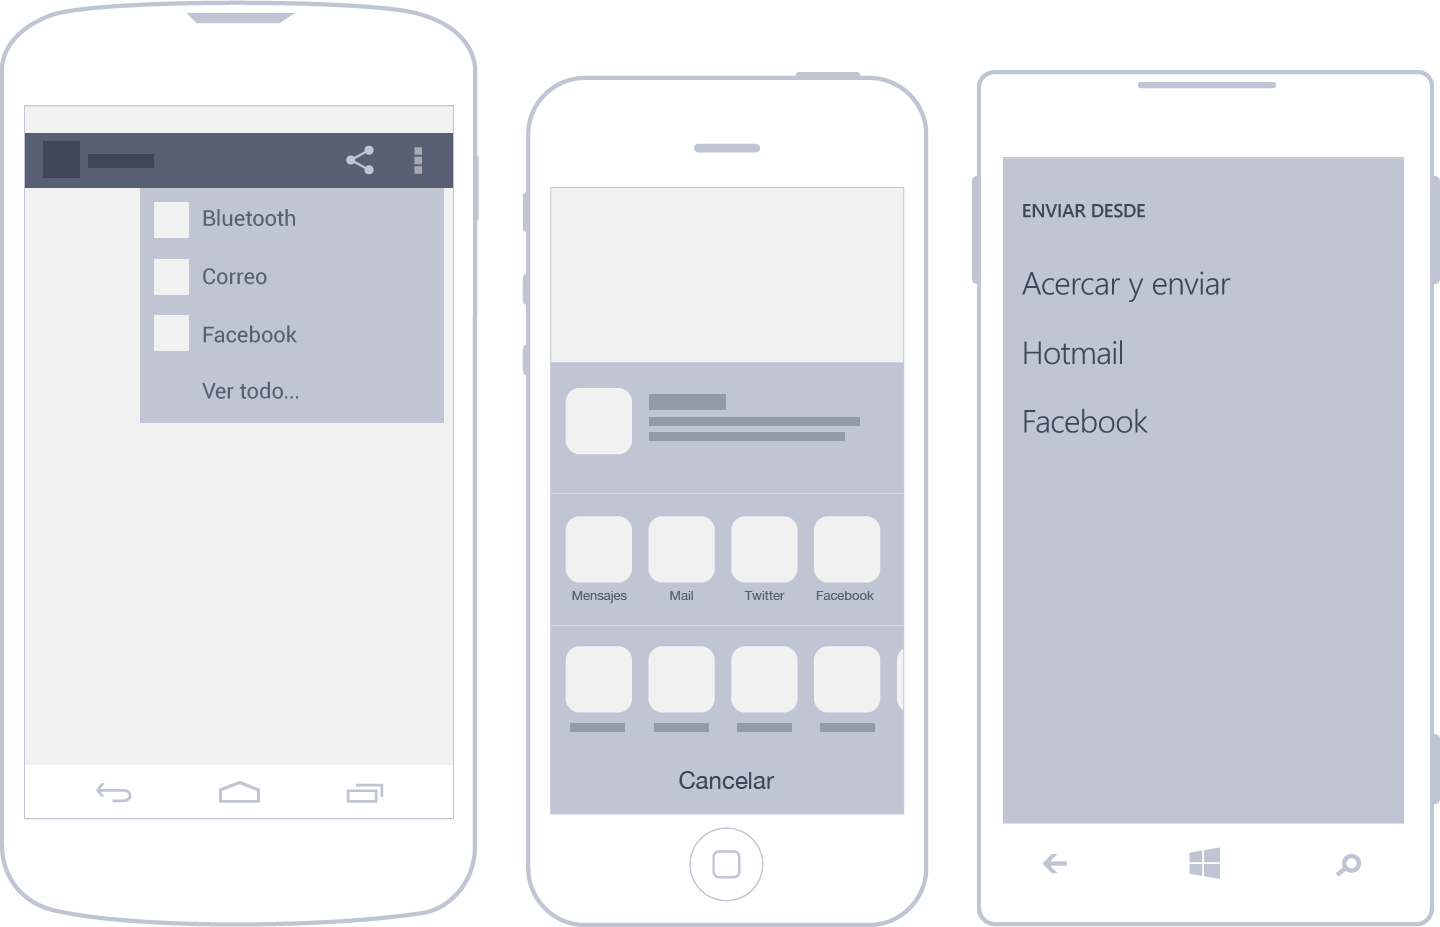 Bluetooth
Correo
Facebook
Ver todo...
Mensajes
Mail
Twitter
Facebook
Cancelar
ENVIAR DESDE
Acercar y enviar
Hotmail
Facebook